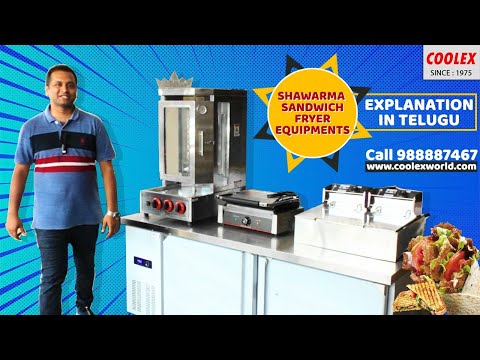 COOLEX
SINCE : 1975
SHAWARMA
SANDWICH
FRYER
EQUIPMENTS
EXPLANATION
IN TELUGU
Call 988887467
www.coolexworld.com